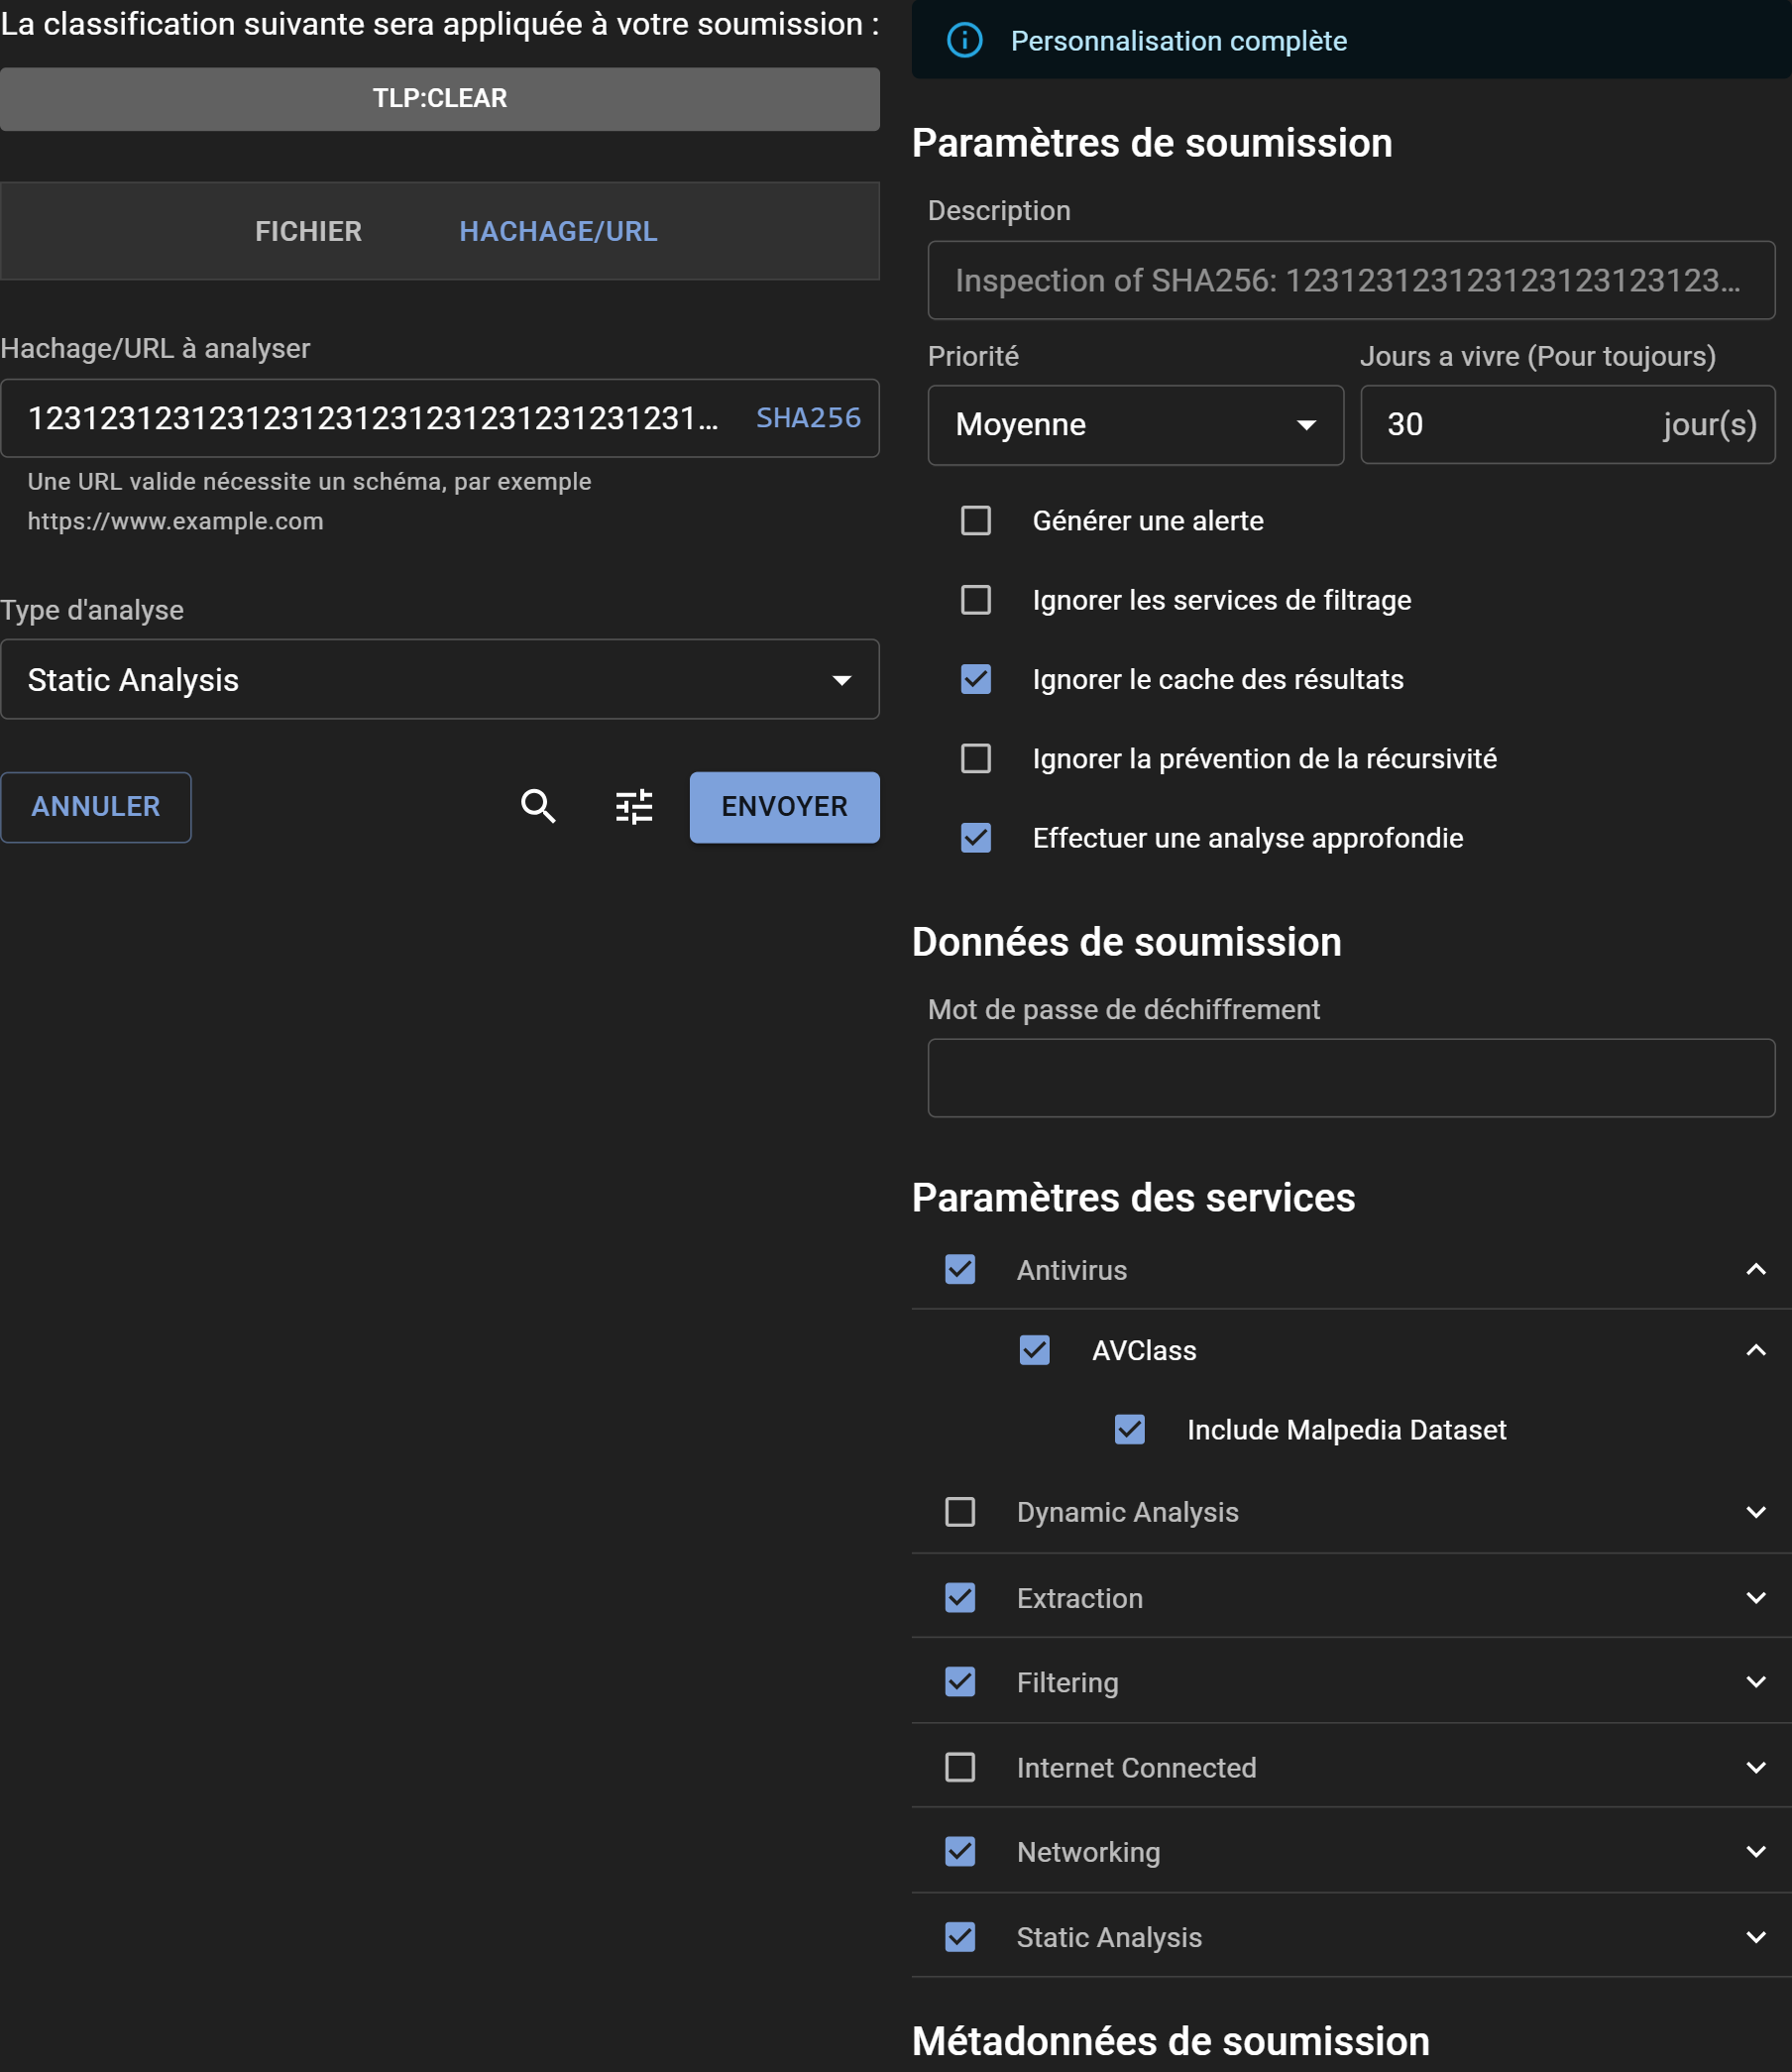 La classification suivante sera appliquée à votre soumission :
TLP:CLEAR
FICHIER
HACHAGE/URL
Hachage/URL à analyser
123123123123123123123123123123123123123​1... SHA256
Une URL valide nécessite un schéma, par exemple
https://www.example.com
Type d'analyse
Static Analysis
ANNULER
ENVOYER
Personnalisation complète
Paramètres de soumission
Description
Inspection of SHA256: 1231231231231231231231231​23...
Priorité
Jours a vivre (Pour toujours)
Moyenne
30 jour(s)
Générer une alerte
Ignorer les services de filtrage
Ignorer le cache des résultats
Ignorer la prévention de la récursivité
Effectuer une analyse approfondie
Données de soumission
Mot de passe de déchiffrement
Paramètres des services
Antivirus
AVClass
Include Malpedia Dataset
Dynamic Analysis
Extraction
Filtering
Internet Connected
Networking
Static Analysis
Métadonnées de soumission